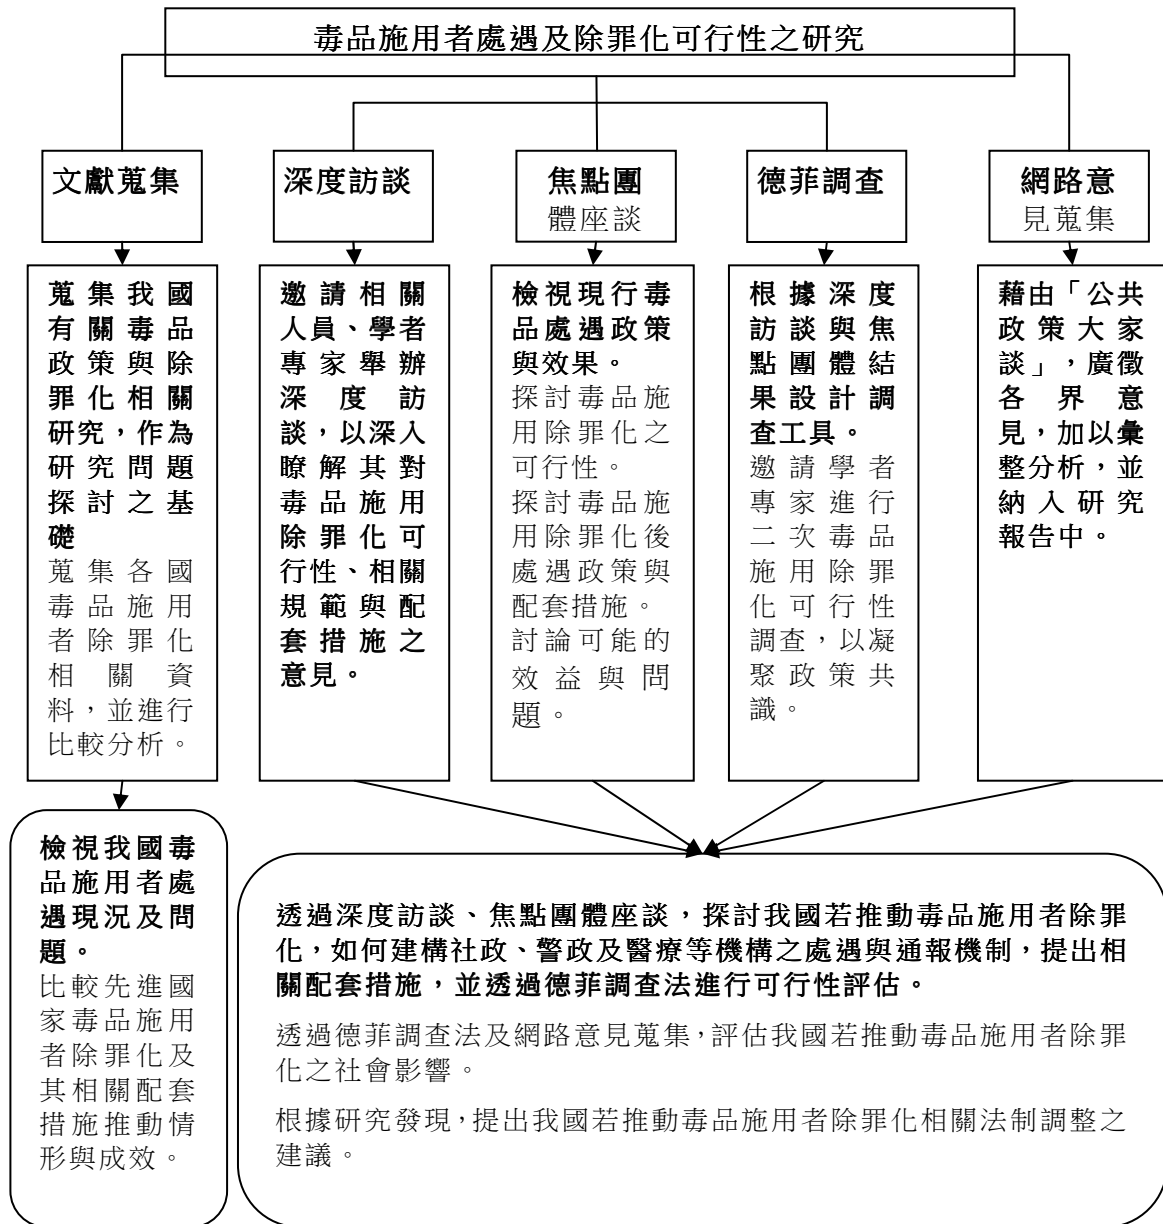 毒品施用者處遇及除罪化可行性之研究
文獻蒐集
深度訪談
焦點團
體座談
德菲調查
網路意
見蒐集
蒐集我國
有關毒品
政策與除
罪化相關
研究，作為
研究問題
探討之基
礎
蒐集各國
毒品施用
者除罪化
相關資
料，並進行
比較分析。
邀請相關
人員、學者
專家舉辦
深度訪
談，以深入
瞭解其對
毒品施用
除罪化可
行性、相關
規範與配
套措施之
意見。
檢視現行毒
品處遇政策
與效果。
探討毒品施
用除罪化之
可行性。
探討毒品施
用除罪化後
處遇政策與
配套措施。
討論可能的
效益與問
題。
根據深度
訪談與焦
點團體結
果設計調
查工具。
邀請學者
專家進行
二次毒品
施用除罪
化可行性
調查，以凝
聚政策共
識。
藉由「公共
政策大家
談」，廣徵
各界意
見，加以彙
整分析，並
納入研究
報告中。
檢視我國毒
品施用者處
遇現況及問
題。
比較先進國
家毒品施用
者除罪化及
其相關配套
措施推動情
形與成效。
透過深度訪談、焦點團體座談，探討我國若推動毒品施用者除罪
化，如何建構社政、警政及醫療等機構之處遇與通報機制，提出相
關配套措施，並透過德菲調查法進行可行性評估。
透過德菲調查法及網路意見蒐集，評估我國若推動毒品施用者除罪
化之社會影響。
根據研究發現，提出我國若推動毒品施用者除罪化相關法制調整之
建議。